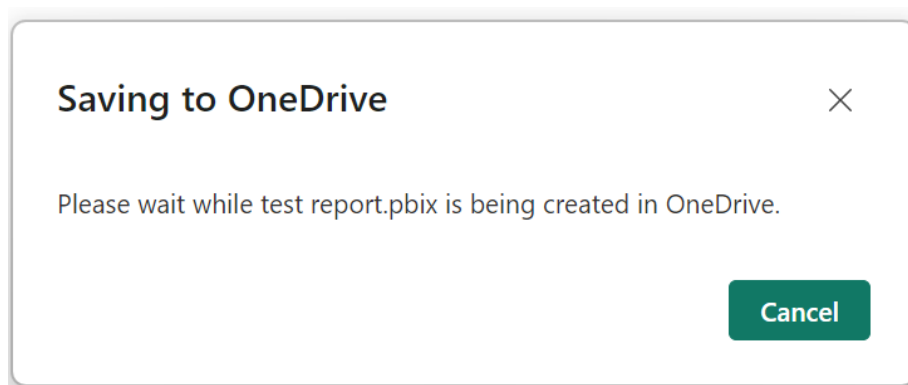 Saving to OneDrive
Please wait while test report.pbix is being created in OneDrive.
Cancel